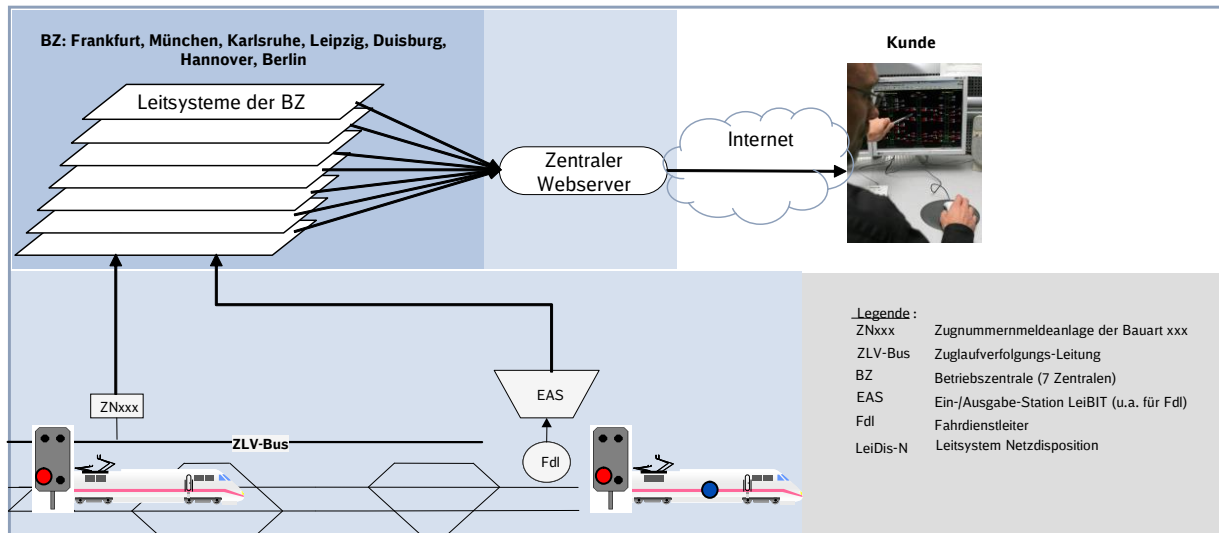 BZ: Frankfurt, München, Karlsruhe, Leipzig, Duisburg,
Hannover, Berlin
Kunde
Leitsysteme der BZ
Zentraler
Webserver
Internet
ZNxxx
EAS
ZLV-Bus
Fdl
Legende :
ZNxxx Zugnummernmeldeanlage der Bauart xxx
ZLV-Bus Zuglaufverfolgungs-Leitung
BZ Betriebszentrale (7 Zentralen)
EAS Ein-/Ausgabe-Station LeiBIT (u.a. für Fdl)
Fdl Fahrdienstleiter
LeiDis-N Leitsystem Netzdisposition